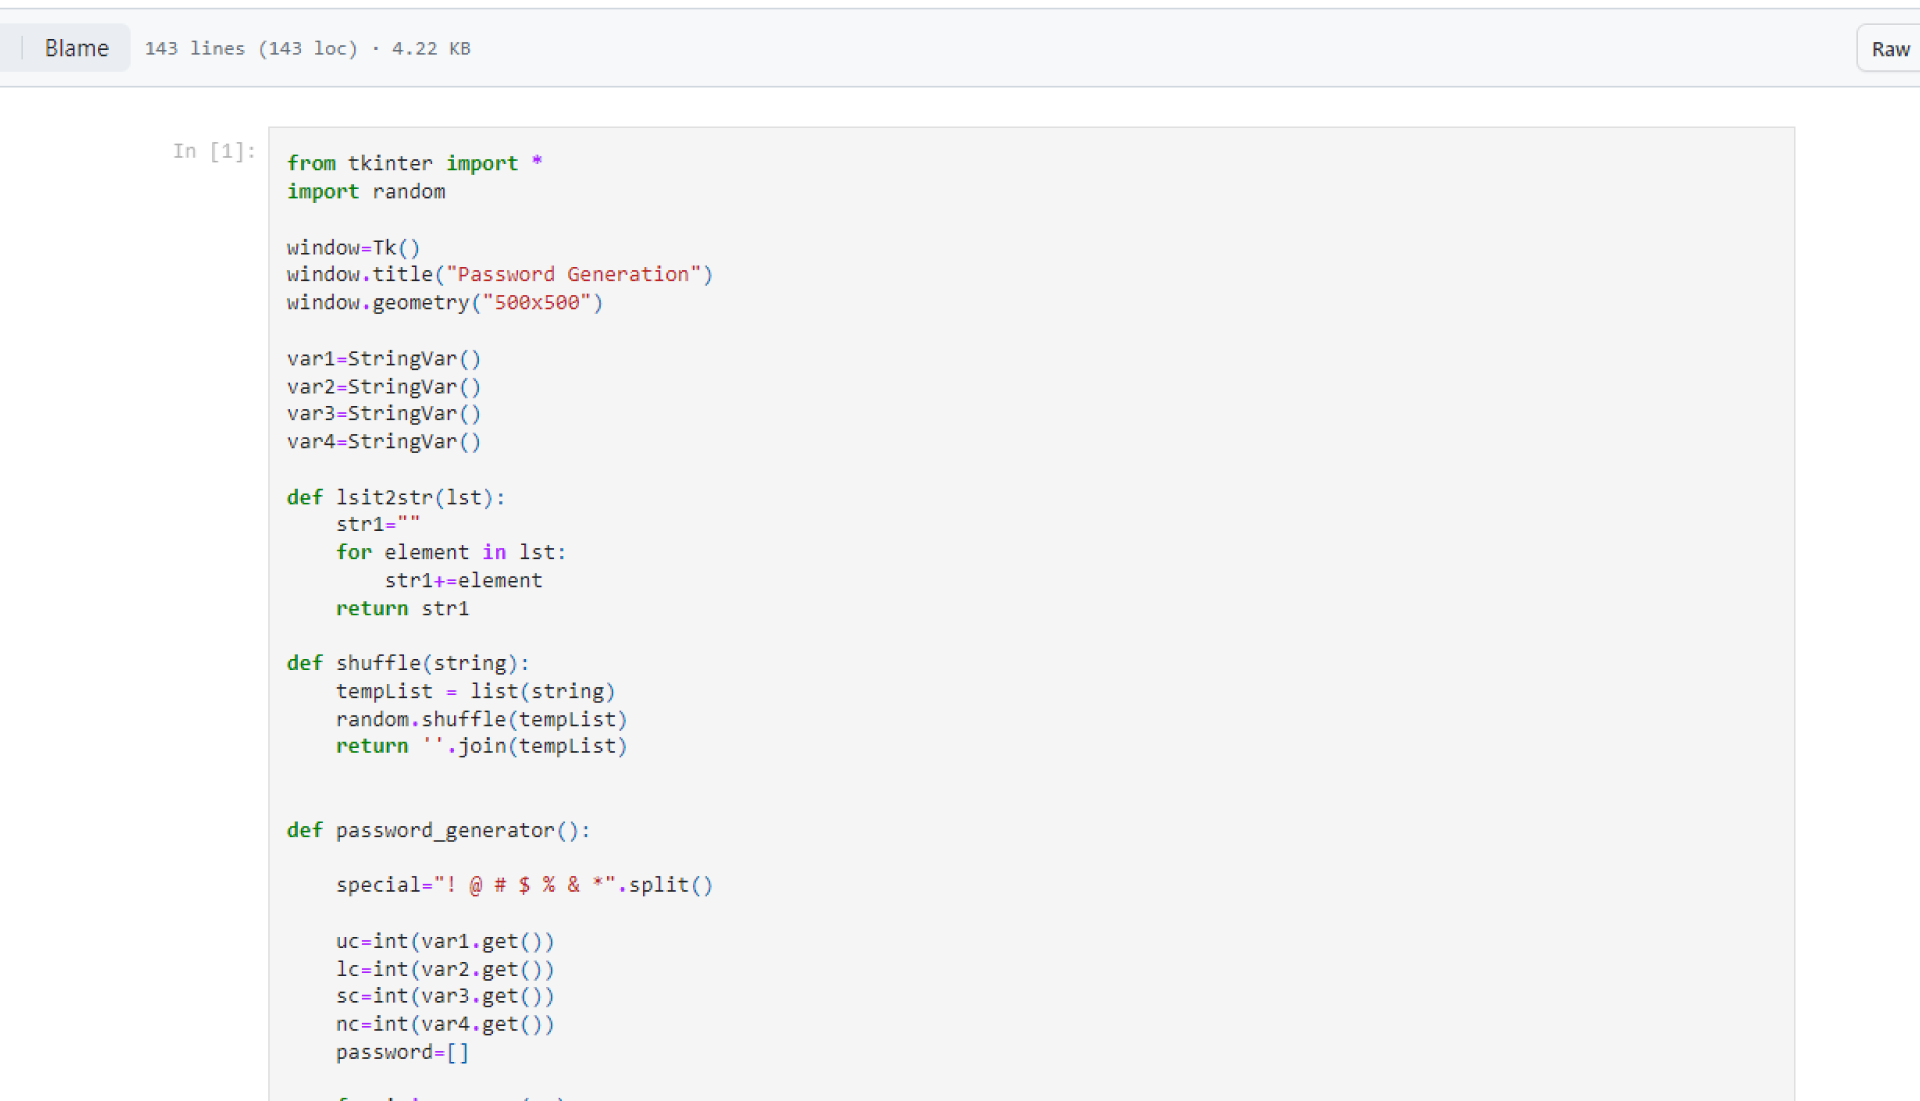 Blame 143 lines (143 loc) · 4.22 KB Raw
In [1]:
from tkinter import *
import random

window=Tk()
window.title("Password Generation")
window.geometry("500x500")

var1=StringVar()
var2=StringVar()
var3=StringVar()
var4=StringVar()

def lsit2str(lst):
    str1=""
    for element in lst:
        str1+=element
    return str1

def shuffle(string):
    tempList = list(string)
    random.shuffle(tempList)
    return ''.join(tempList)

def password_generator():

    special="! @ # $ % & *".split()

    uc=int(var1.get())
    lc=int(var2.get())
    sc=int(var3.get())
    nc=int(var4.get())
    password=[]